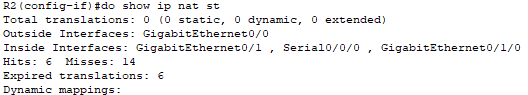 R2(config-if)#do show ip nat st
Total translations: 0 (0 static, 0 dynamic, 0 extended)
Outside Interfaces: GigabitEthernet0/0
Inside Interfaces: GigabitEthernet0/1 , Serial0/0/0 , GigabitEthernet0/1/0
Hits: 6  Misses: 14
Expired translations: 6
Dynamic mappings: